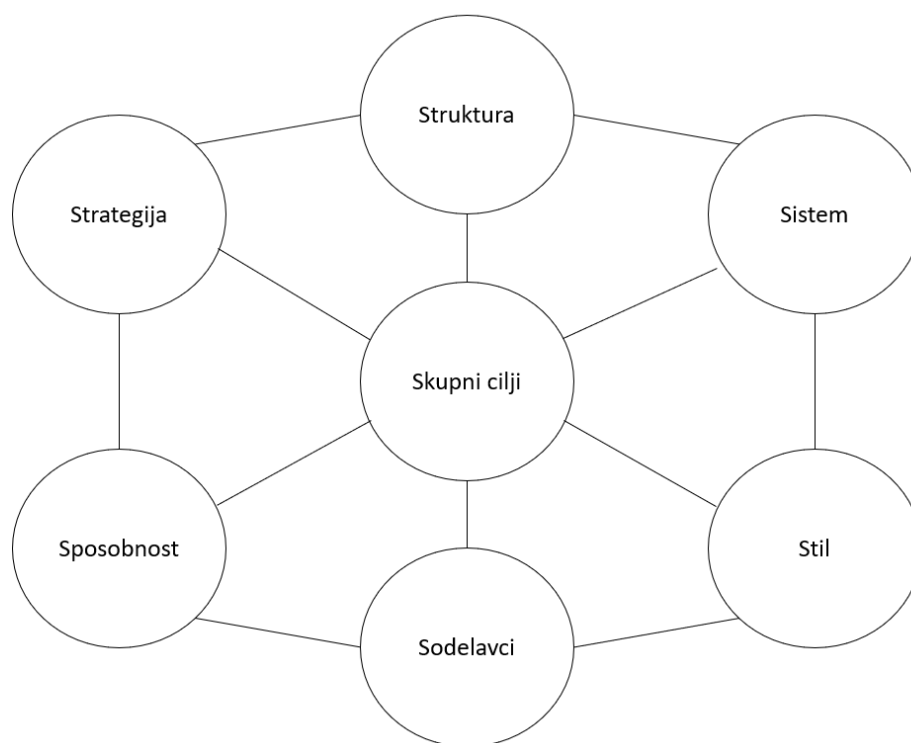 Struktura
Strategija
Sistem
Skupni cilji
Sposobnost
Stil
Sodelavci